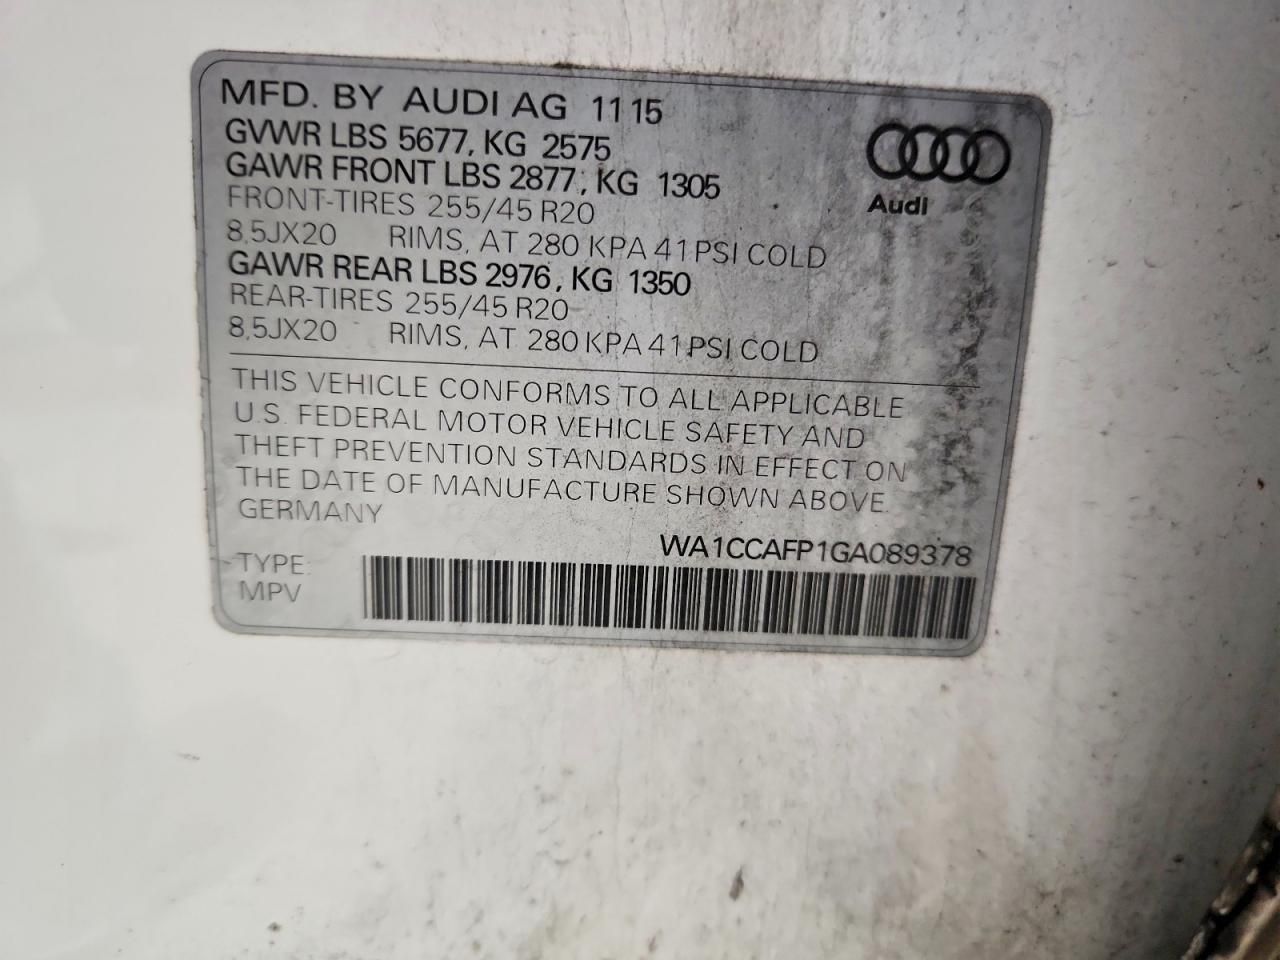 MFD. BY AUDI AG 11 15
GVWR LBS 5677, KG 2575
GAWR FRONT LBS 2877, KG 1305
FRONT-TIRES 255/45 R20
8,5JX20 RIMS, AT 280 KPA 41 PSI COLD
GAWR REAR LBS 2976, KG 1350
REAR-TIRES 255/45 R20
8,5JX20 RIMS, AT 280 KPA 41 PSI COLD
Audi
THIS VEHICLE CONFORMS TO ALL APPLICABLE
U.S. FEDERAL MOTOR VEHICLE SAFETY AND
THEFT PREVENTION STANDARDS IN EFFECT ON
THE DATE OF MANUFACTURE SHOWN ABOVE.
GERMANY
WA1CCAFP1GA089378
TYPE:
MPV